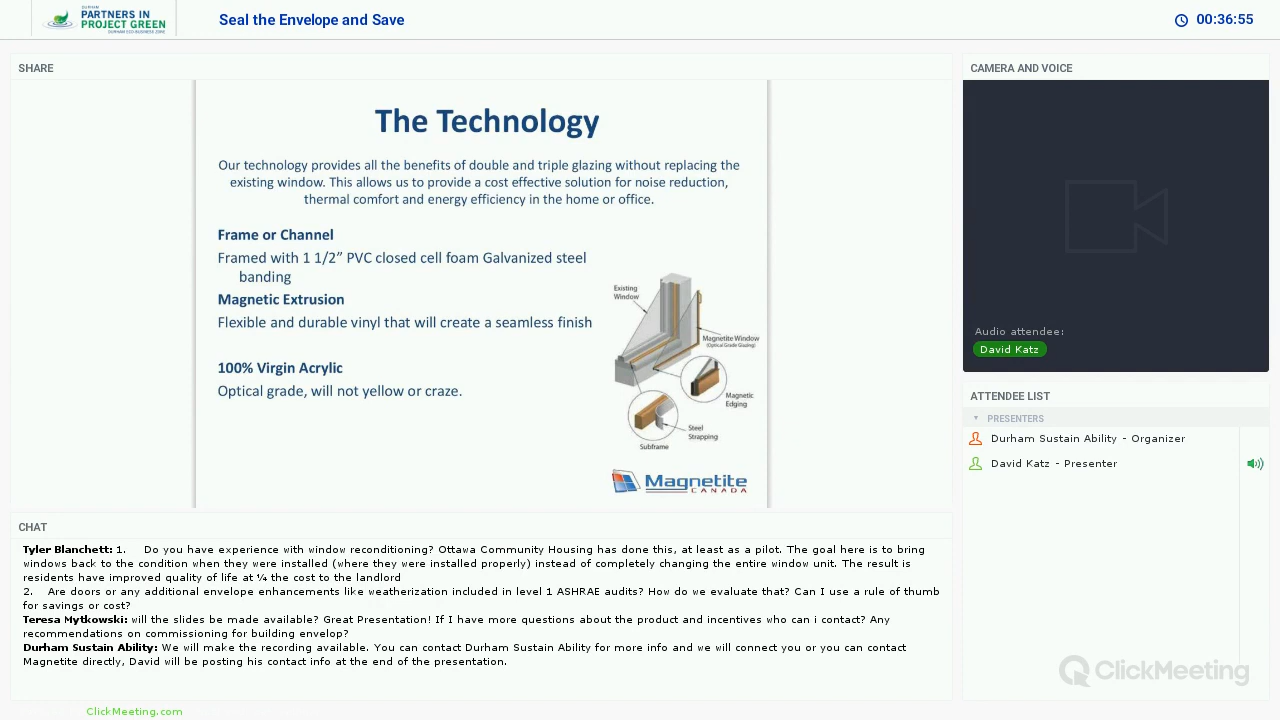 DURHAM
PARTNERS IN
PROJECT GREEN
DURHAM ECO-BUSINESS ZONE
Seal the Envelope and Save
00:36:55
SHARE
The Technology
Our technology provides all the benefits of double and triple glazing without replacing the
existing window. This allows us to provide a cost effective solution for noise reduction,
thermal comfort and energy efficiency in the home or office.
Frame or Channel
Framed with 1 1/2” PVC closed cell foam Galvanized steel
banding
Magnetic Extrusion
Flexible and durable vinyl that will create a seamless finish
100% Virgin Acrylic
Optical grade, will not yellow or craze.
Existing
Window
Magnetite Window
(Optical Grade Glazing)
Magnetic
Edging
Steel
Strapping
Subframe
Magnetite
CANADA
CAMERA AND VOICE
Audio attendee:
David Katz
ATTENDEE LIST
PRESENTERS
Durham Sustain Ability - Organizer
David Katz - Presenter
CHAT
Tyler Blanchett: 1. Do you have experience with window reconditioning? Ottawa Community Housing has done this, at least as a pilot. The goal here is to bring
windows back to the condition when they were installed (where they were installed properly) instead of completely changing the entire window unit. The result is
residents have improved quality of life at ¼ the cost to the landlord
2. Are doors or any additional envelope enhancements like weatherization included in level 1 ASHRAE audits? How do we evaluate that? Can I use a rule of thumb
for savings or cost?
Teresa Mytkowski: will the slides be made available? Great Presentation! If I have more questions about the product and incentives who can i contact? Any
recommendations on commissioning for building envelop?
Durham Sustain Ability: We will make the recording available. You can contact Durham Sustain Ability for more info and we will connect you or you can contact
Magnetite directly, David will be posting his contact info at the end of the presentation.
ClickMeeting
ClickMeeting.com